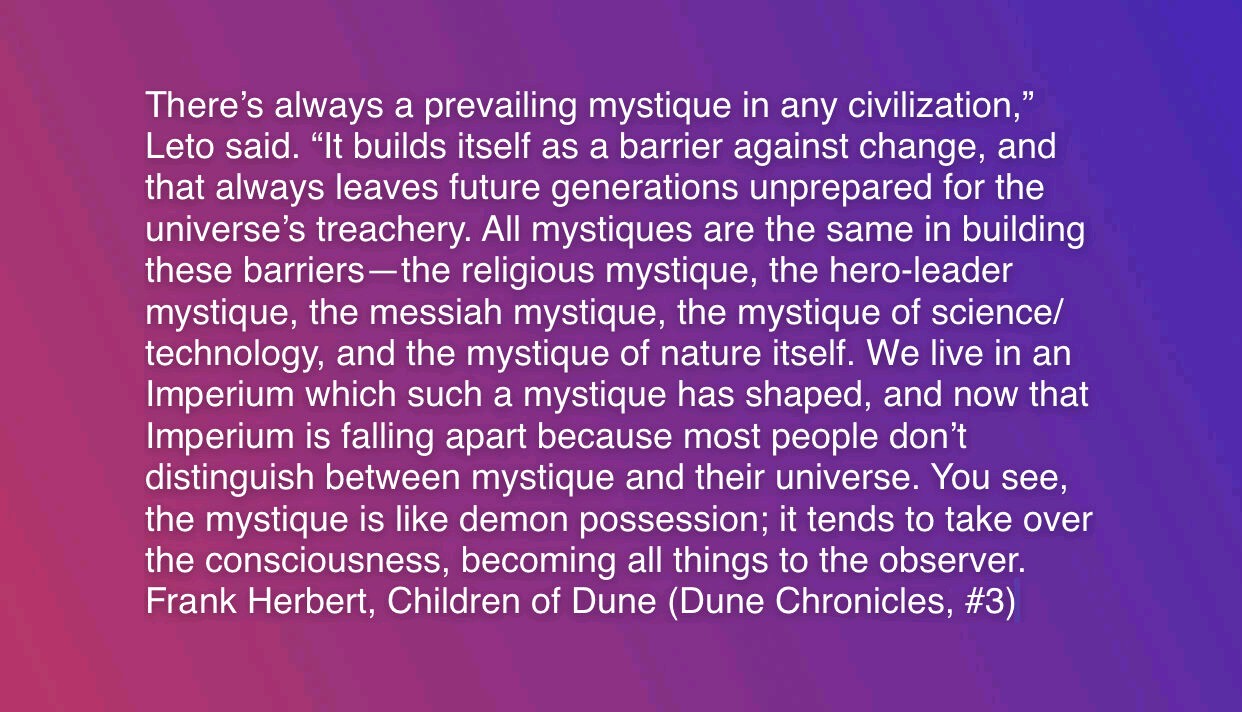 There’s always a prevailing mystique in any civilization,”
Leto said. “It builds itself as a barrier against change, and
that always leaves future generations unprepared for the
universe’s treachery. All mystiques are the same in building
these barriers—the religious mystique, the hero-leader
mystique, the messiah mystique, the mystique of science/
technology, and the mystique of nature itself. We live in an
Imperium which such a mystique has shaped, and now that
Imperium is falling apart because most people don’t
distinguish between mystique and their universe. You see,
the mystique is like demon possession; it tends to take over
the consciousness, becoming all things to the observer.
Frank Herbert, Children of Dune (Dune Chronicles, #3)